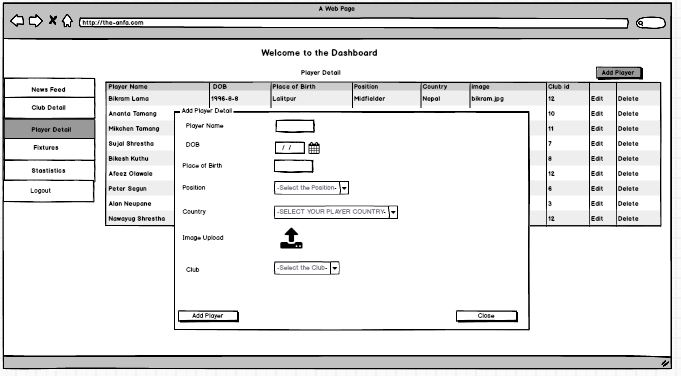 A Web Page
http://the-anfa.com
Welcome to the Dashboard
Player Detail
Add Player
News Feed
Club Detail
Player Detail
Fixtures
Stastistics
Logout
Player Name DOB Place of Birth Position Country image Club id
Bikram Lama 1996-8-8 Lalitpur Midfielder Nepal bikram.jpg 12 Edit Delete
Ananta Tamang 10 Edit Delete
Mikchen Tamang 11 Edit Delete
Sujal Shrestha 7 Edit Delete
Bikesh Kuthu 8 Edit Delete
Afeez Olawale 12 Edit Delete
Peter Segun 6 Edit Delete
Alan Neupane 3 Edit Delete
Nawayug Shrestha 12 Edit Delete
Add Player Detail
Player Name
DOB / /
Place of Birth
Position -Select the Position-
Country -SELECT YOUR PLAYER COUNTRY-
Image Upload
Club -Select the Club-
Add Player Close